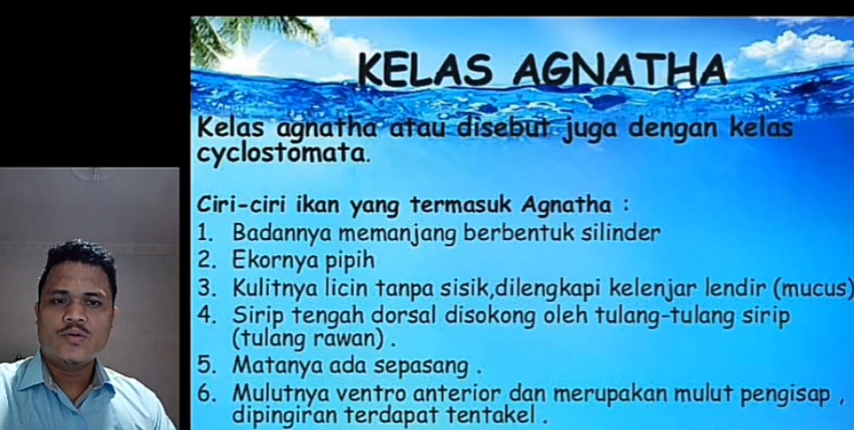 KELAS AGNATHA
Kelas agnatha atau disebut juga dengan kelas
cyclostomata.
Ciri-ciri ikan yang termasuk Agnatha :
1. Badannya memanjang berbentuk silinder
2. Ekornya pipih
3. Kulitnya licin tanpa sisik,dilengkapi kelenjar lendir (mucus)
4. Sirip tengah dorsal disokong oleh tulang-tulang sirip
(tulang rawan) .
5. Matanya ada sepasang .
6. Mulutnya ventro anterior dan merupakan mulut pengisap ,
dipingiran terdapat tentakel .